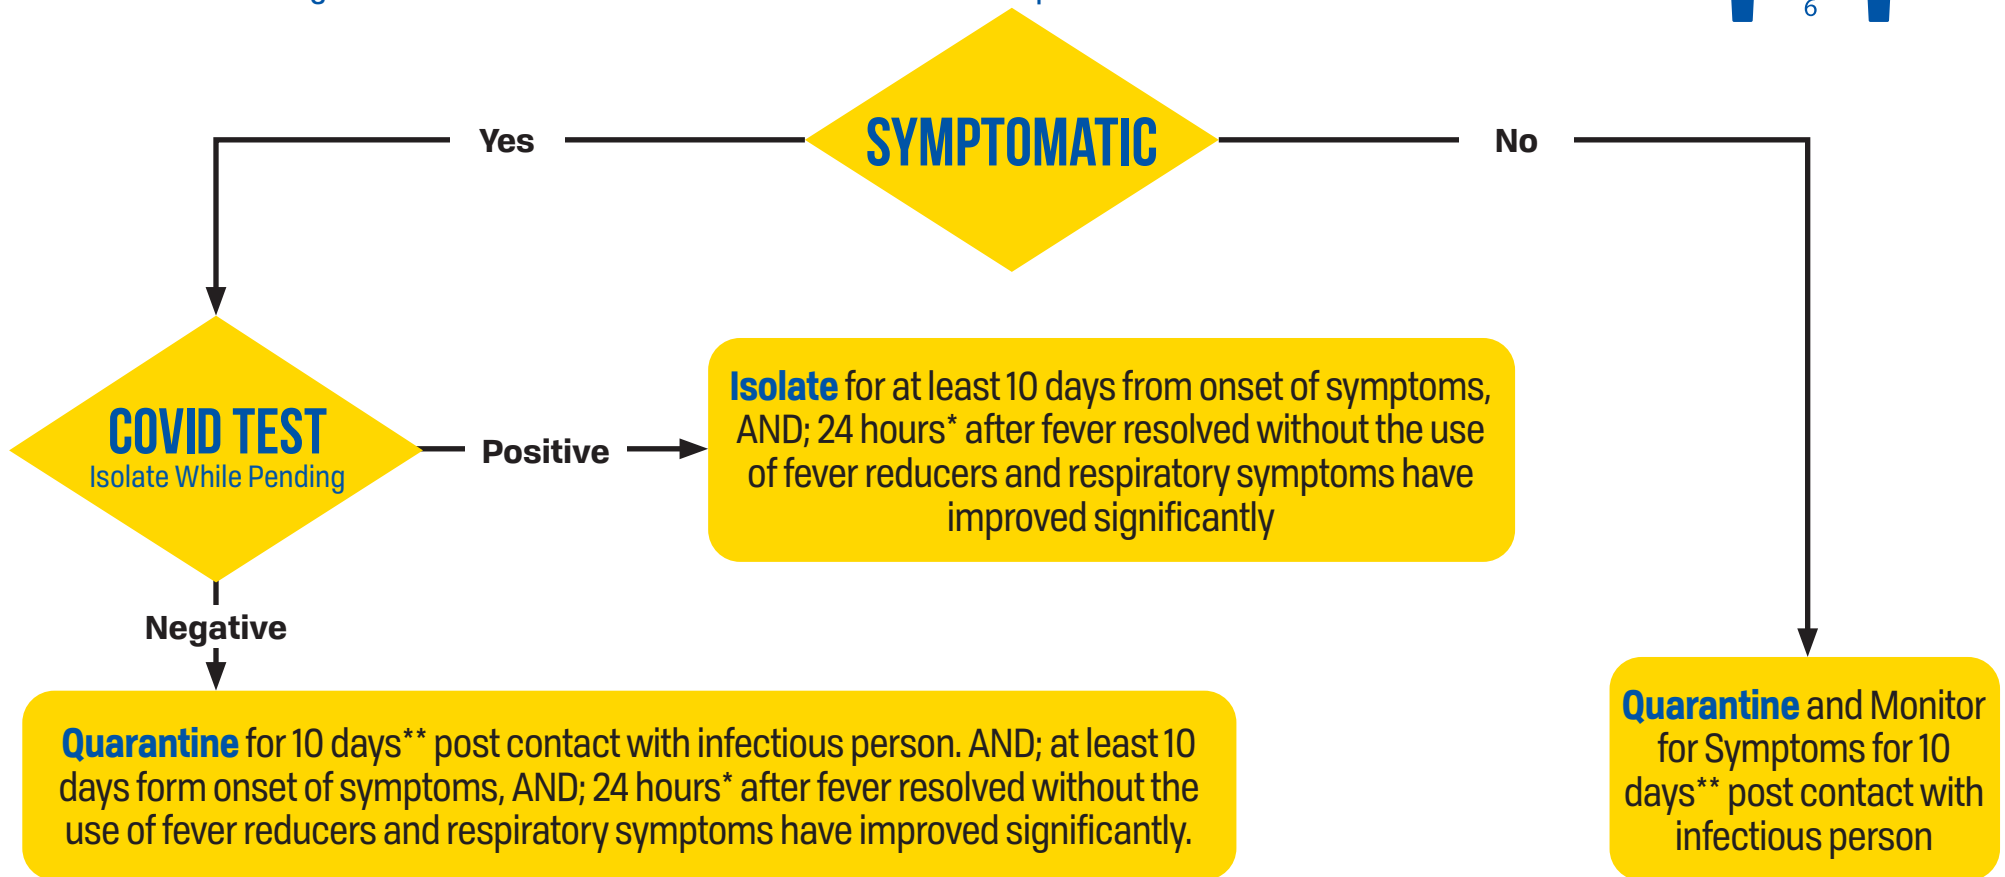 6
SYMPTOMATIC
Yes
No
COVID TEST
Isolate While Pending
Positive
Isolate for at least 10 days from onset of symptoms,
AND; 24 hours* after fever resolved without the use
of fever reducers and respiratory symptoms have
improved significantly
Negative
Quarantine for 10 days** post contact with infectious person. AND; at least 10
days form onset of symptoms, AND; 24 hours* after fever resolved without the
use of fever reducers and respiratory symptoms have improved significantly.
Quarantine and Monitor
for Symptoms for 10
days** post contact with
infectious person